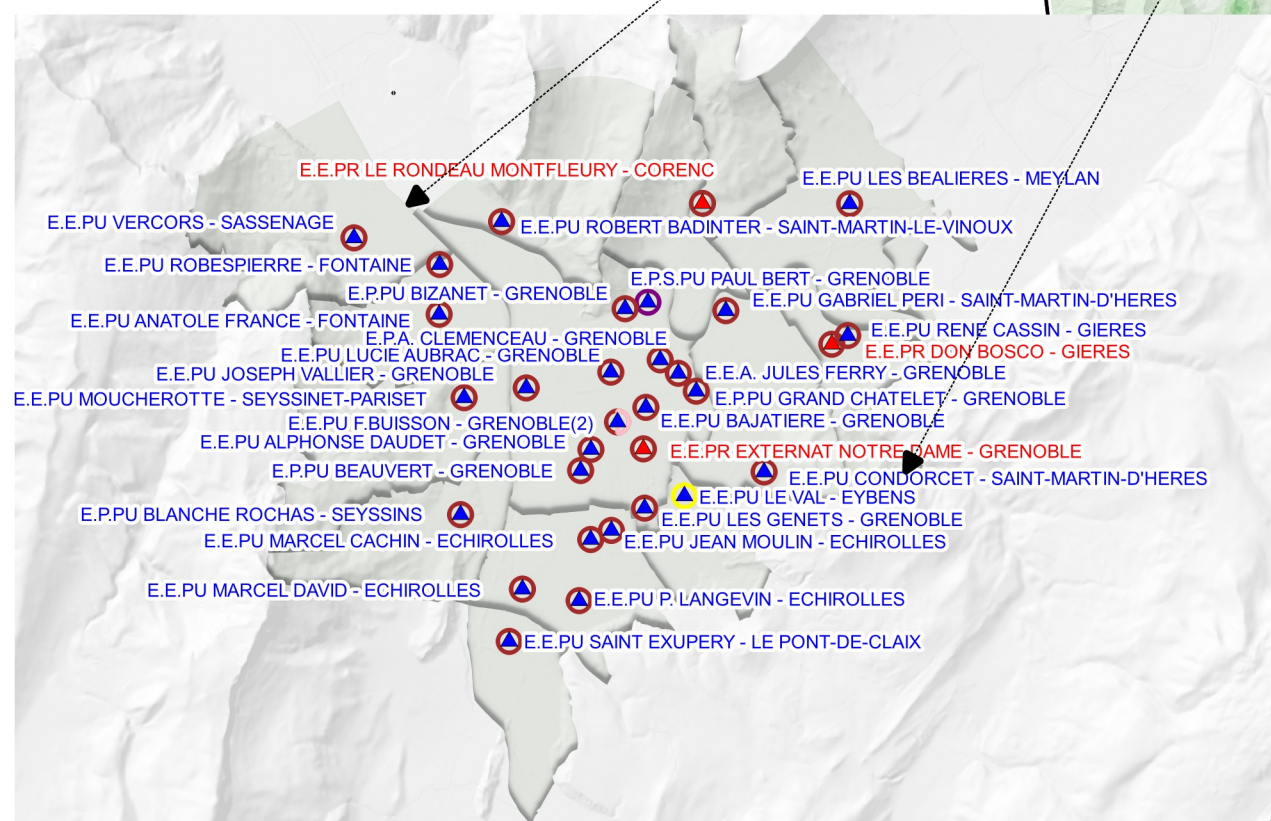 E.E.PR LE RONDEAU MONTFLEURY - CORENC
E.E.PU LES BEALIERES - MEYLAN
E.E.PU VERCORS - SASSENAGE
E.E.PU ROBERT BADINTER - SAINT-MARTIN-LE-VINOUX
E.E.PU ROBESPIERRE - FONTAINE
E.P.S.PU PAUL BERT - GRENOBLE
E.P.PU BIZANET - GRENOBLE
E.E.PU GABRIEL PERI - SAINT-MARTIN-D'HERES
E.E.PU ANATOLE FRANCE - FONTAINE
E.E.PU RENE CASSIN - GIERES
E.P.A. CLEMENCEAU - GRENOBLE
E.E.PR DON BOSCO - GIERES
E.E.PU LUCIE AUBRAC - GRENOBLE
E.E.PU JOSEPH VALLIER - GRENOBLE
E.E.A. JULES FERRY - GRENOBLE
E.E.PU MOUCHEROTTE - SEYSSINET-PARISET
E.P.PU GRAND CHATELET - GRENOBLE
E.E.PU F.BUISSON - GRENOBLE(2)
E.E.PU BAJATIERE - GRENOBLE
E.E.PU ALPHONSE DAUDET - GRENOBLE
E.E.PR EXTERNAT NOTRE DAME - GRENOBLE
E.P.PU BEAUVERT - GRENOBLE
E.E.PU CONDORCET - SAINT-MARTIN-D'HERES
E.E.PU LE VAL - EYBENS
E.P.PU BLANCHE ROCHAS - SEYSSINS
E.E.PU LES GENETS - GRENOBLE
E.E.PU MARCEL CACHIN - ECHIROLLES
E.E.PU JEAN MOULIN - ECHIROLLES
E.E.PU MARCEL DAVID - ECHIROLLES
E.E.PU P. LANGEVIN - ECHIROLLES
E.E.PU SAINT EXUPERY - LE PONT-DE-CLAIX